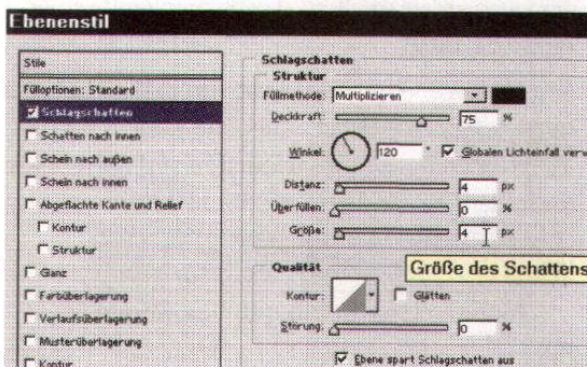 Ebenenstil
Stile
Fülloptionen: Standard
Schlagschatten
Schatten nach innen
Schein nach außen
Schein nach innen
Abgeflachte Kante und Relief
Kontur
Struktur
Glanz
Farbüberlagerung
Verlaufsüberlagerung
Musterüberlagerung
Kontur
Schlagschatten
Struktur
Füllmethode: Multiplizieren
Deckkraft: 75 %
Winkel: 120 ° Globalen Lichteinfall verw
Distanz: 4 px
Überfüllen: 0 %
Größe: 4 px
Größe des Schattens
Qualität
Kontur: Glätten
Störung: 0 %
Ebene spart Schlagschatten aus